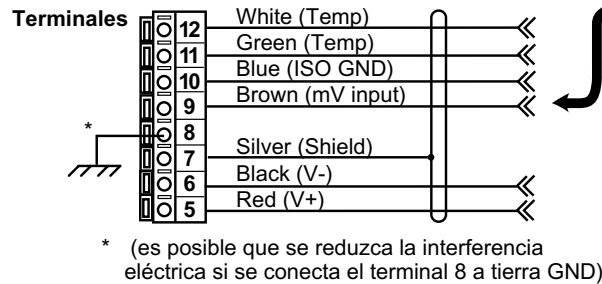 Terminales
12 White (Temp)
11 Green (Temp)
10 Blue (ISO GND)
9 Brown (mV input)
* 8
7 Silver (Shield)
6 Black (V-)
5 Red (V+)
* (es posible que se reduzca la interferencia
eléctrica si se conecta el terminal 8 a tierra GND)